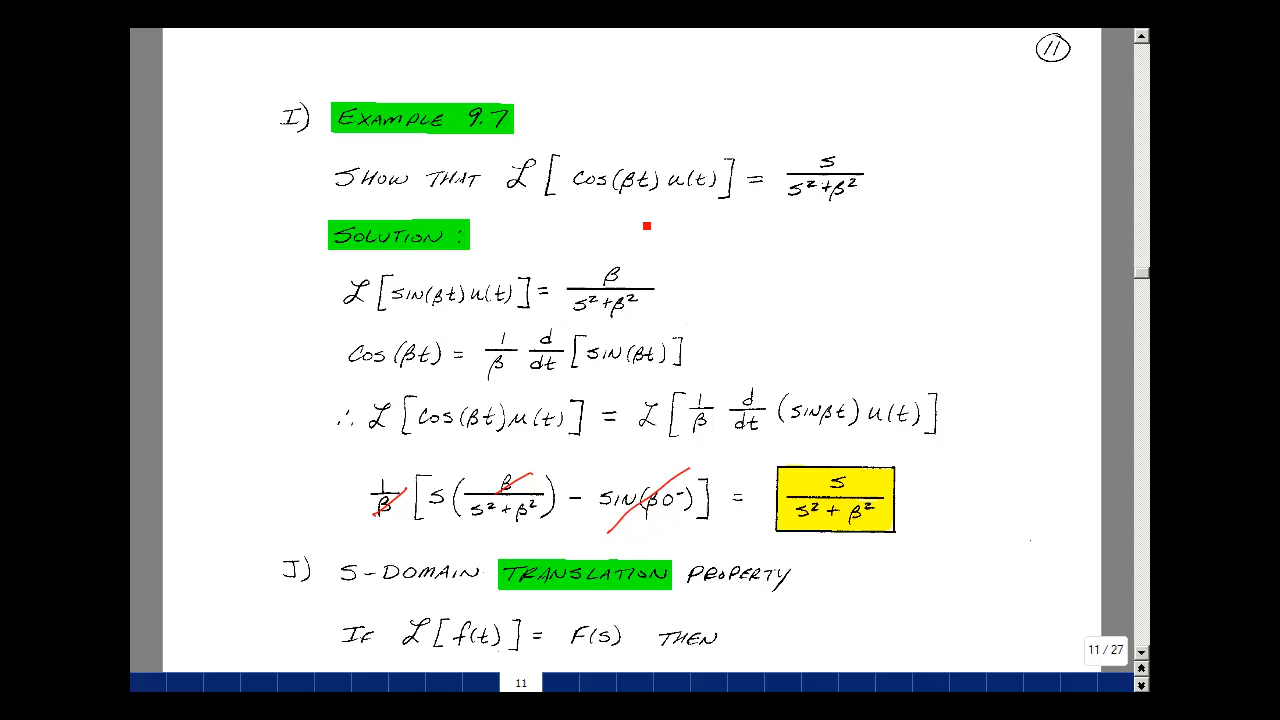 11
I) EXAMPLE 9.7
SHOW THAT ℒ[cos(βt)u(t)] = s/(s²+β²)
SOLUTION:
ℒ[sin(βt)u(t)] = β/(s²+β²)
cos(βt) = 1/β d/dt [sin(βt)]
∴ ℒ[cos(βt)u(t)] = ℒ[1/β d/dt (sinβt)u(t)]
1/β [s(β/(s²+β²)) − sin(β0⁻)] = s/(s²+β²)
J) S-DOMAIN TRANSLATION PROPERTY
IF ℒ[f(t)] = F(s) THEN
11 / 27
11